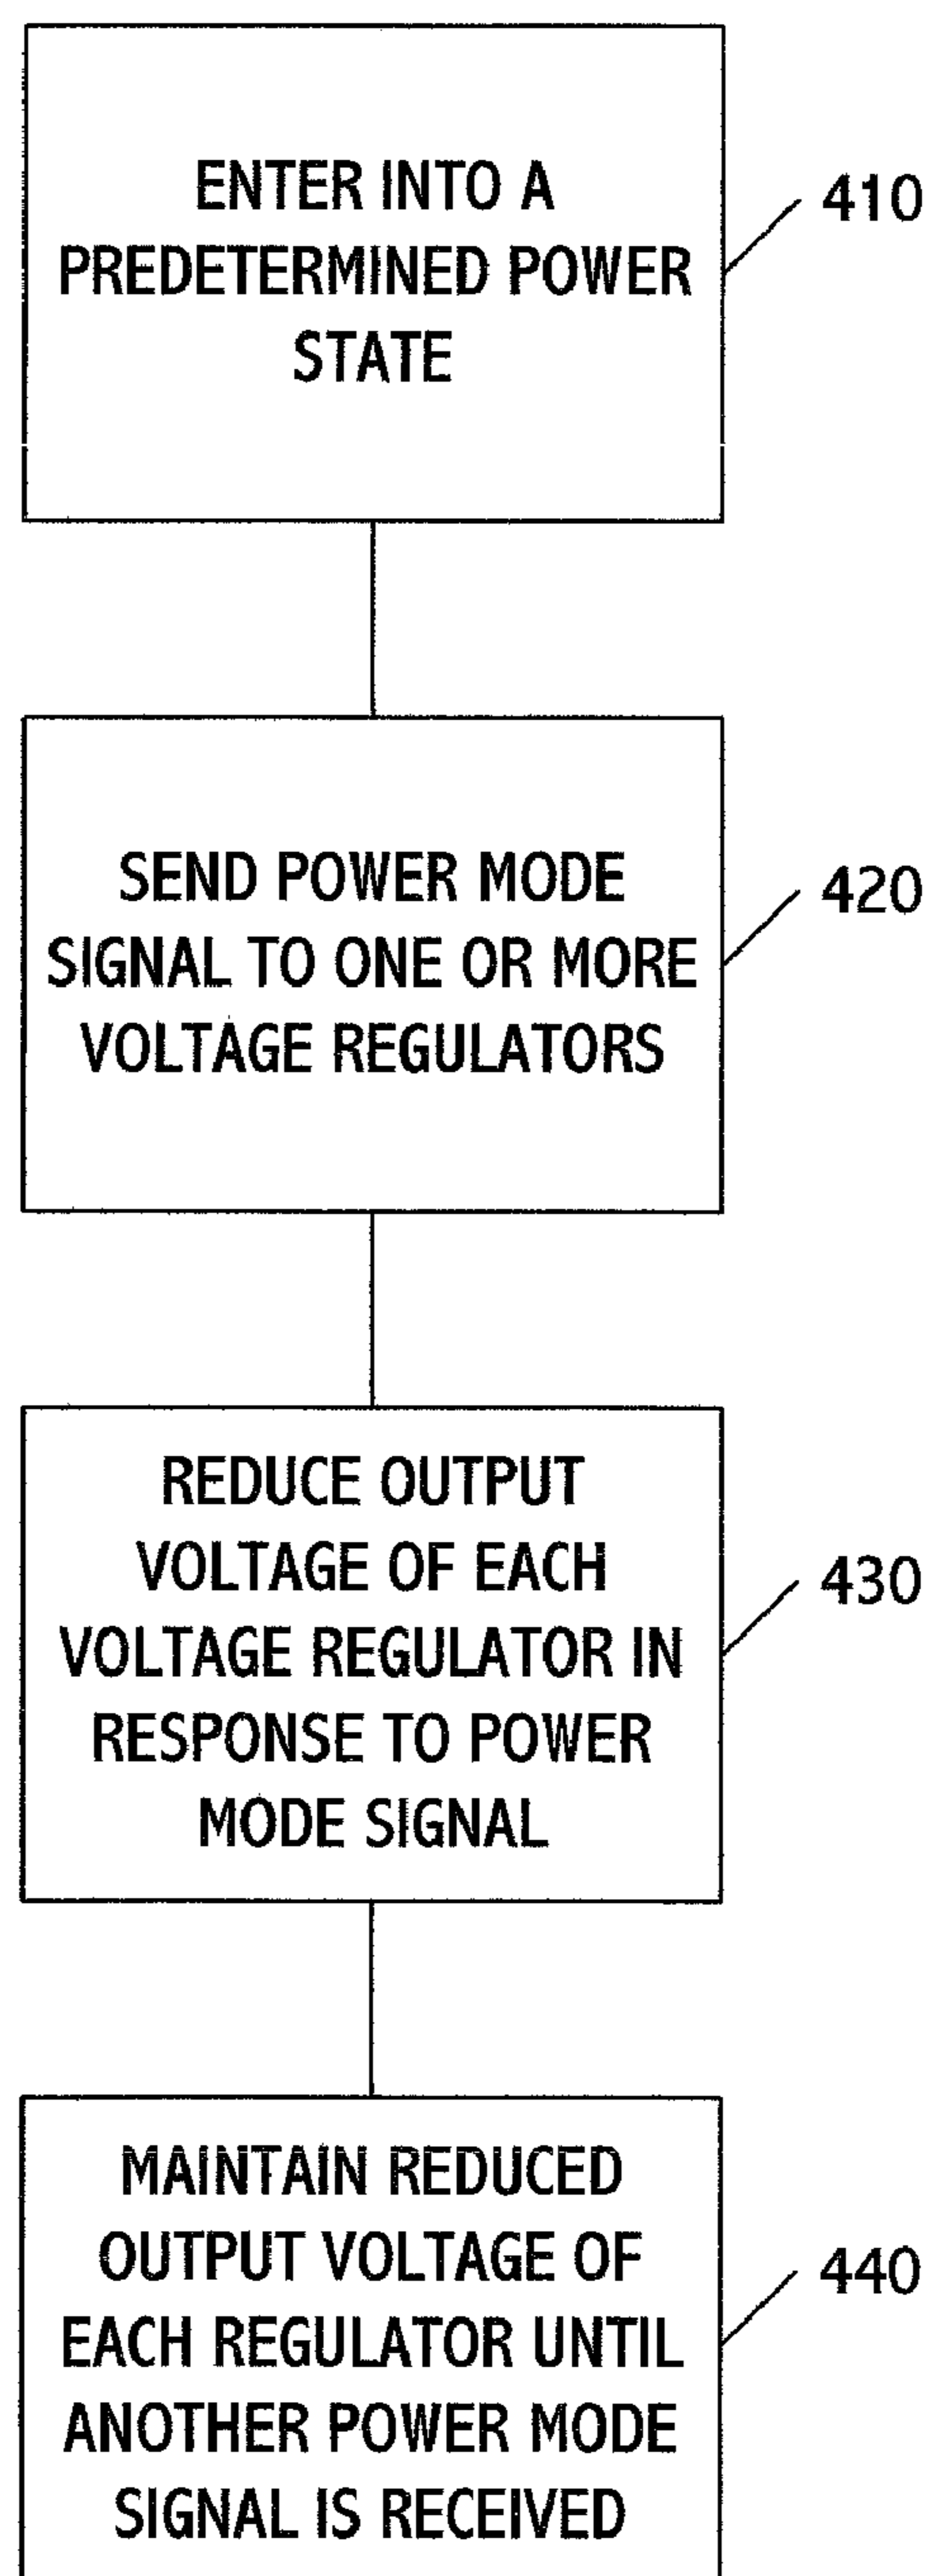 ENTER INTO A
PREDETERMINED POWER
STATE
410
SEND POWER MODE
SIGNAL TO ONE OR MORE
VOLTAGE REGULATORS
420
REDUCE OUTPUT
VOLTAGE OF EACH
VOLTAGE REGULATOR IN
RESPONSE TO POWER
MODE SIGNAL
430
MAINTAIN REDUCED
OUTPUT VOLTAGE OF
EACH REGULATOR UNTIL
ANOTHER POWER MODE
SIGNAL IS RECEIVED
440